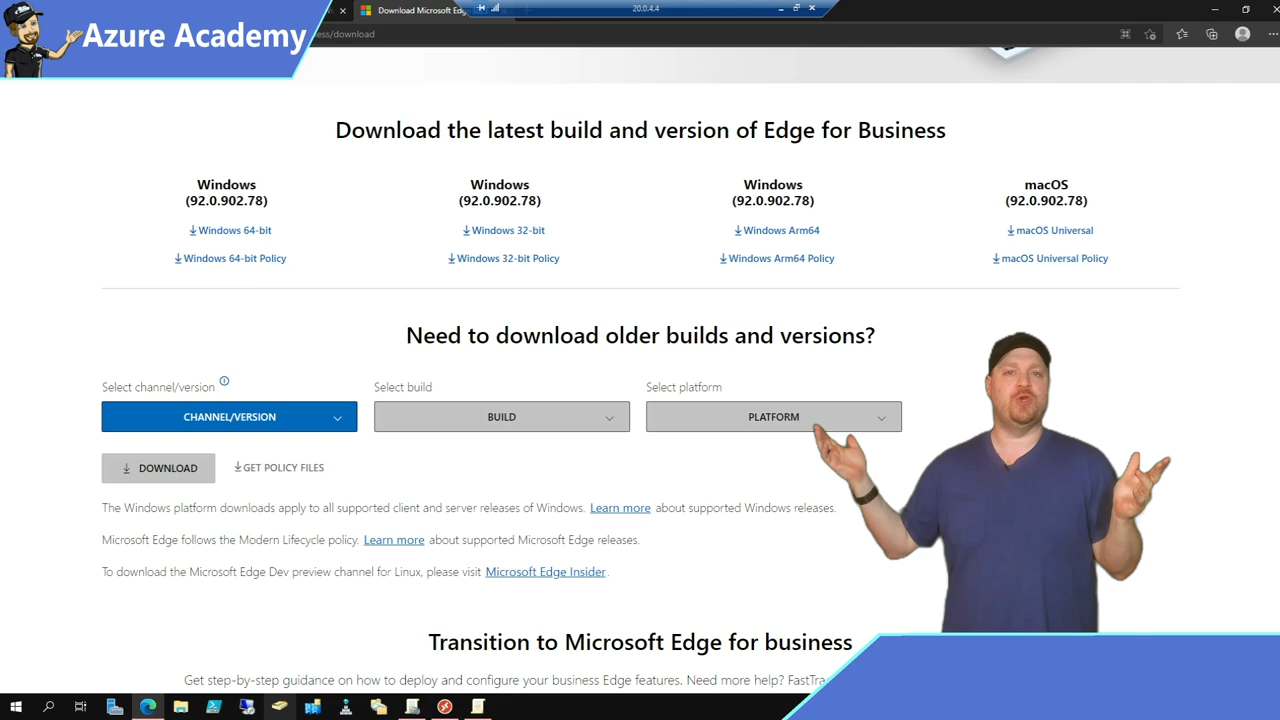 Azure Academy
Download Microsoft Ed
20.0.4.4
ess/download
Download the latest build and version of Edge for Business
Windows
(92.0.902.78)
Windows 64-bit
Windows 64-bit Policy
Windows
(92.0.902.78)
Windows 32-bit
Windows 32-bit Policy
Windows
(92.0.902.78)
Windows Arm64
Windows Arm64 Policy
macOS
(92.0.902.78)
macOS Universal
macOS Universal Policy
Need to download older builds and versions?
Select channel/version
CHANNEL/VERSION
Select build
BUILD
Select platform
PLATFORM
DOWNLOAD
GET POLICY FILES
The Windows platform downloads apply to all supported client and server releases of Windows. Learn more about supported Windows releases.
Microsoft Edge follows the Modern Lifecycle policy. Learn more about supported Microsoft Edge releases.
To download the Microsoft Edge Dev preview channel for Linux, please visit Microsoft Edge Insider.
Transition to Microsoft Edge for business
Get step-by-step guidance on how to deploy and configure your business Edge features. Need more help? FastTra